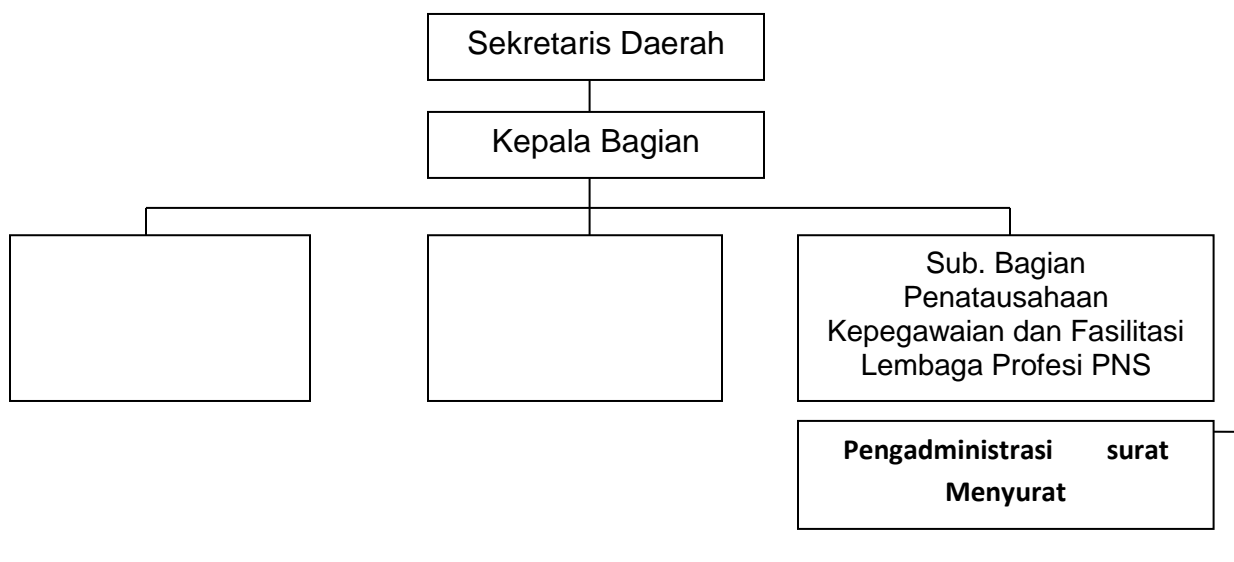 Sekretaris Daerah
Kepala Bagian
Sub. Bagian
Penatausahaan
Kepegawaian dan Fasilitasi
Lembaga Profesi PNS
Pengadministrasi surat
Menyurat